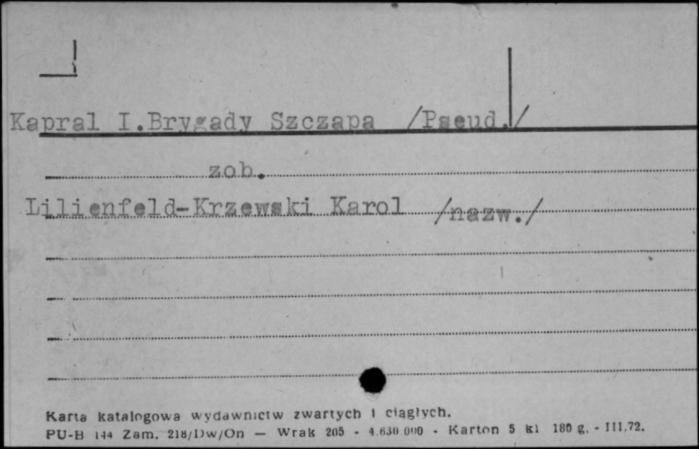 Kapral I.Brygady Szczapa /Pseud./
zob.
Lilienfeld-Krzewski Karol /nazw./
Karta katalogowa wydawnictw zwartych i ciągłych.
PU-B 144 Zam. 218/Dw/On — Wrak 205 - 4.630.000 - Karton 5 kl 180 g. - III.72.